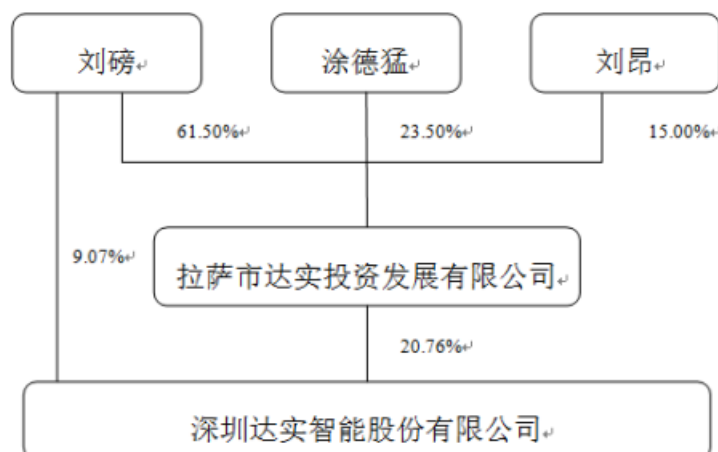 刘磅
涂德猛
刘昂
61.50%
23.50%
15.00%
9.07%
拉萨市达实投资发展有限公司
20.76%
深圳达实智能股份有限公司